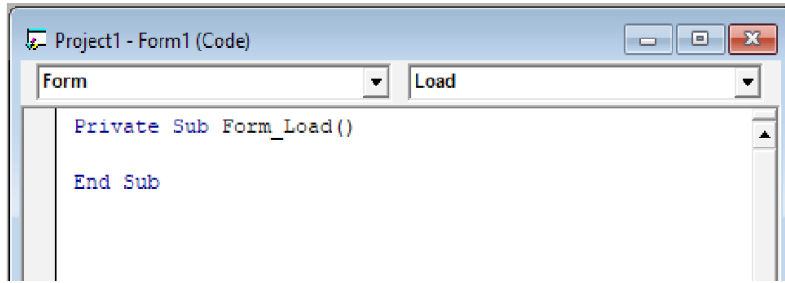 Project1 - Form1 (Code)
Form Load
Private Sub Form_Load()
End Sub